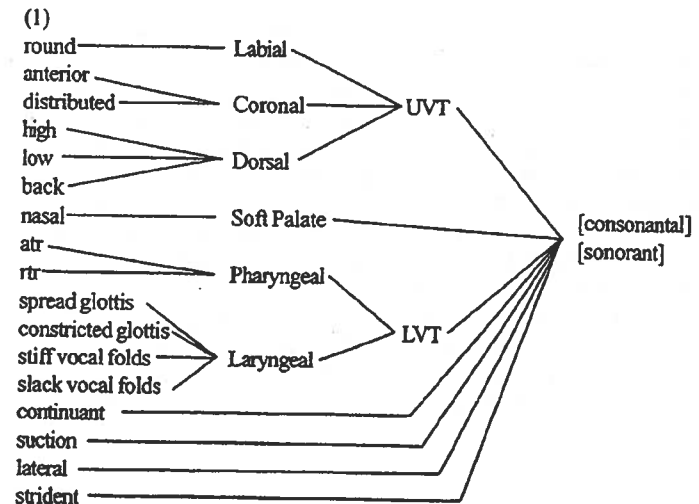 (1)
round Labial
anterior
distributed Coronal UVT
high
low Dorsal
back
nasal Soft Palate [consonantal]
[sonorant]
atr
rtr Pharyngeal
spread glottis
constricted glottis LVT
stiff vocal folds Laryngeal
slack vocal folds
continuant
suction
lateral
strident